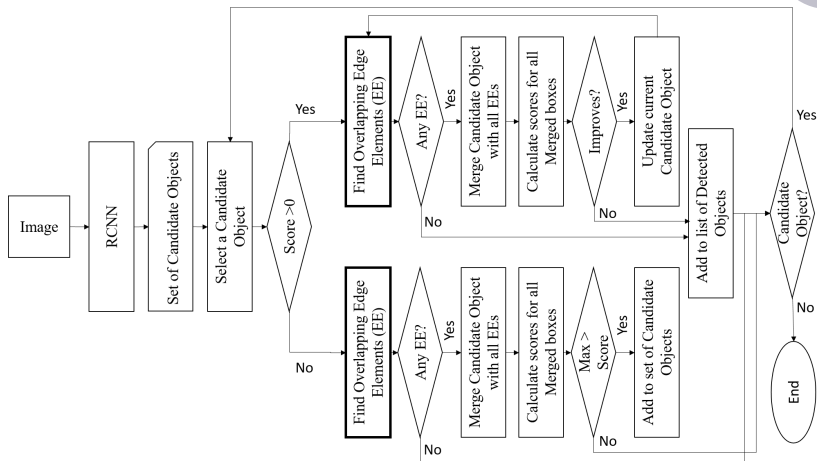 Image
RCNN
Set of Candidate Objects
Select a Candidate
Object
Score >0
Yes
Find Overlapping Edge
Elements (EE)
Any EE?
Yes
Merge Candidate Object
with all EEs
Calculate scores for all
Merged boxes
Improves?
Yes
Update current
Candidate Object
No
No
Add to list of Detected
Objects
Candidate
Object?
Yes
No
End
No
Find Overlapping Edge
Elements (EE)
Any EE?
Yes
Merge Candidate Object
with all EEs
Calculate scores for all
Merged boxes
Max >
Score
Yes
Add to set of Candidate
Objects
No
No